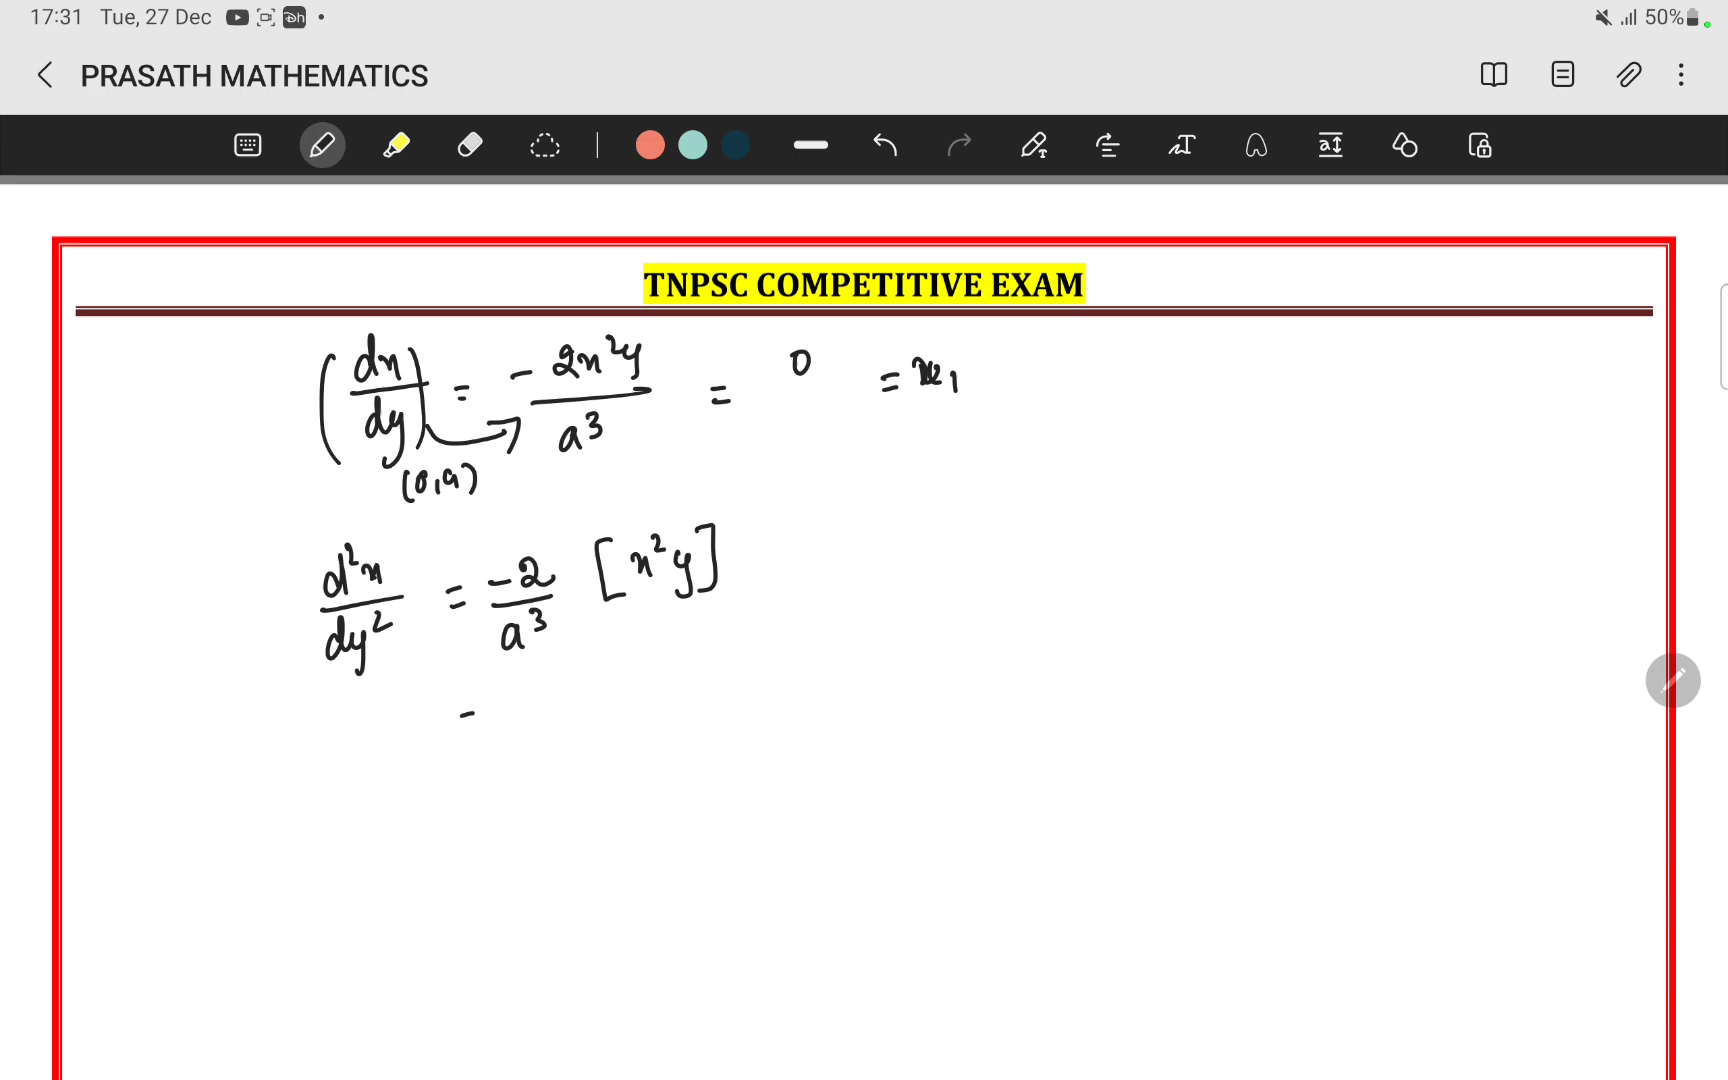 17:31 Tue, 27 Dec 50%
PRASATH MATHEMATICS
TNPSC COMPETITIVE EXAM
(dx/dy)(0,a) = -2x²y/a³ = 0 = x₁
d²x/dy² = -2/a³ [x²y]
-